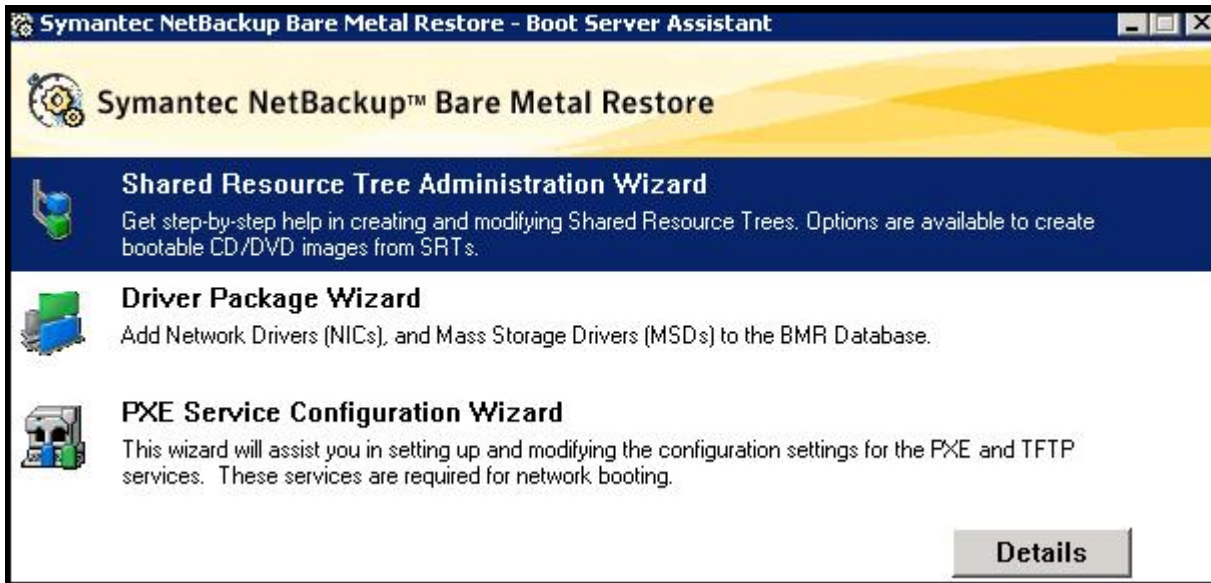 Symantec NetBackup Bare Metal Restore - Boot Server Assistant
Symantec NetBackup™ Bare Metal Restore
Shared Resource Tree Administration Wizard
Get step-by-step help in creating and modifying Shared Resource Trees. Options are available to create
bootable CD/DVD images from SRTs.
Driver Package Wizard
Add Network Drivers (NICs), and Mass Storage Drivers (MSDs) to the BMR Database.
PXE Service Configuration Wizard
This wizard will assist you in setting up and modifying the configuration settings for the PXE and TFTP
services. These services are required for network booting.
Details